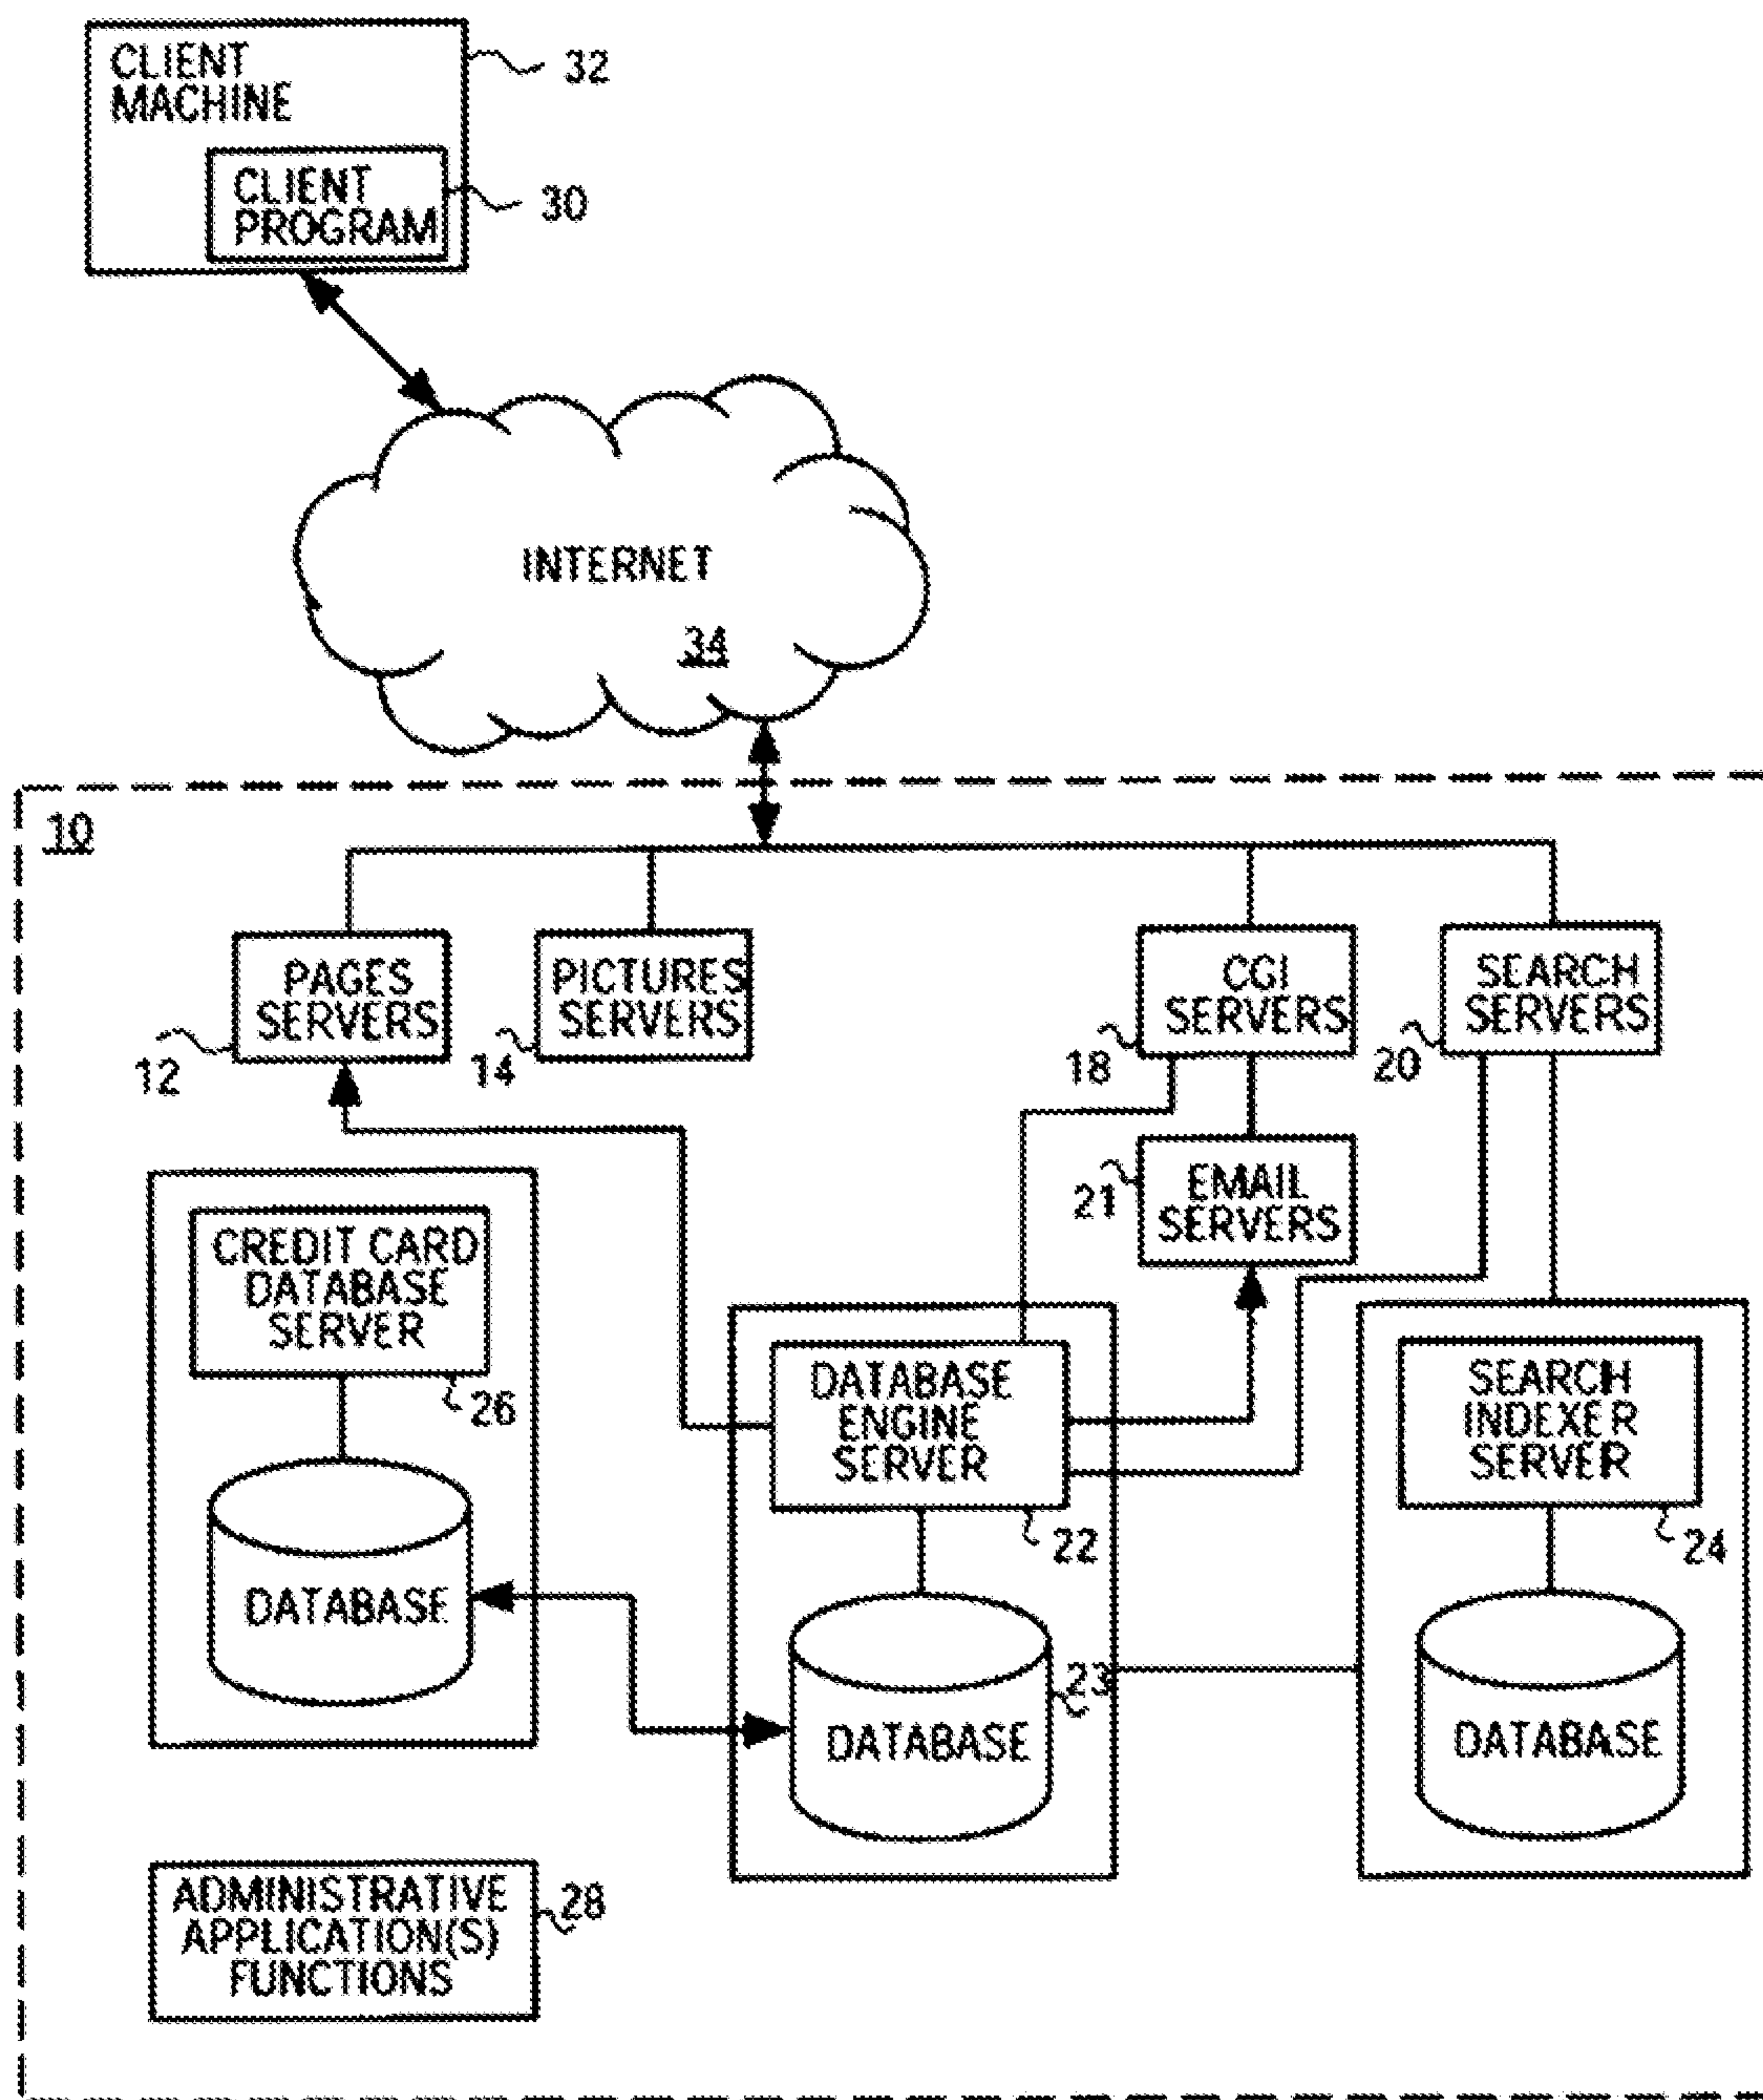 CLIENT
MACHINE
32
CLIENT
PROGRAM
30
INTERNET
34
10
PAGES
SERVERS
12
PICTURES
SERVERS
14
CGI
SERVERS
18
SEARCH
SERVERS
20
EMAIL
SERVERS
21
CREDIT CARD
DATABASE
SERVER
26
DATABASE
DATABASE
ENGINE
SERVER
22
DATABASE
23
SEARCH
INDEXER
SERVER
24
DATABASE
ADMINISTRATIVE
APPLICATION(S)
FUNCTIONS
28